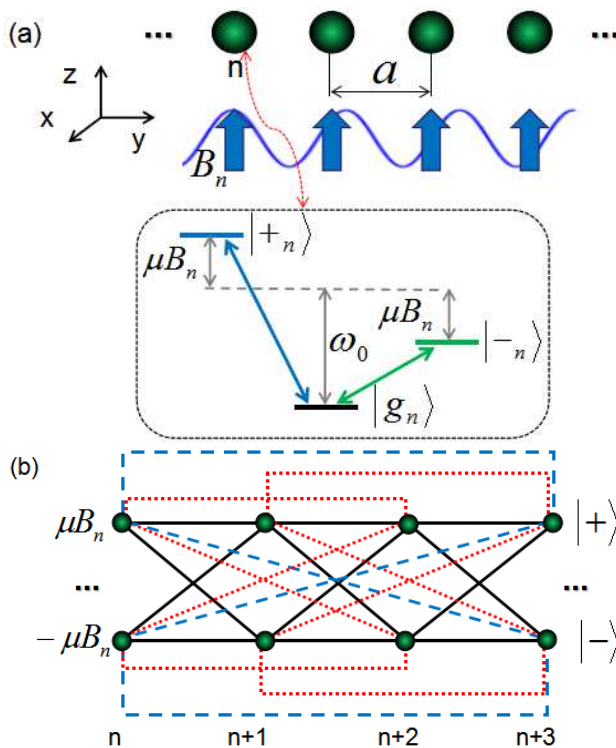 (a)
... ...
n
a
z
x y
B_n
|+_n⟩
μB_n
μB_n
ω_0
|-_n⟩
|g_n⟩
(b)
μB_n |+⟩
... ...
- μB_n |-⟩
n n+1 n+2 n+3